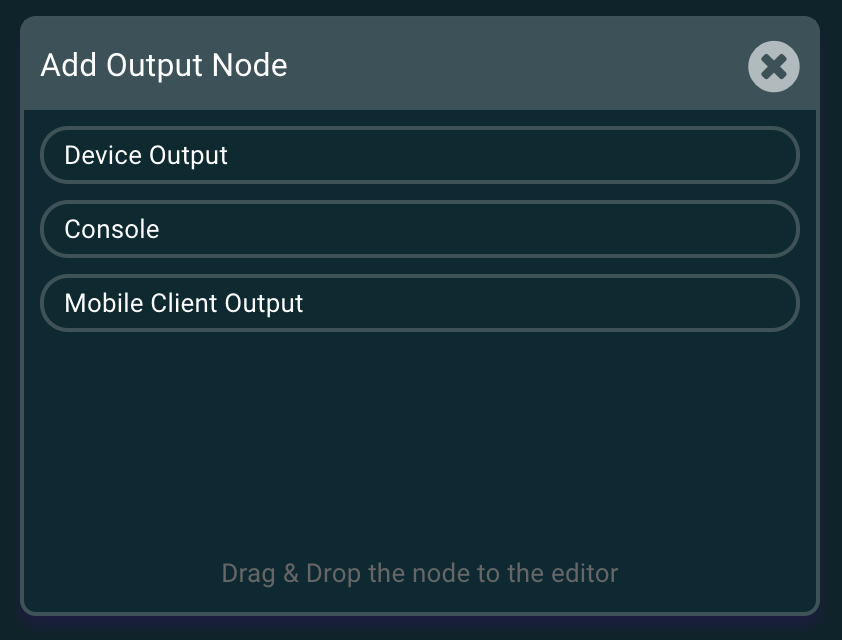 Add Output Node
Device Output
Console
Mobile Client Output
Drag & Drop the node to the editor